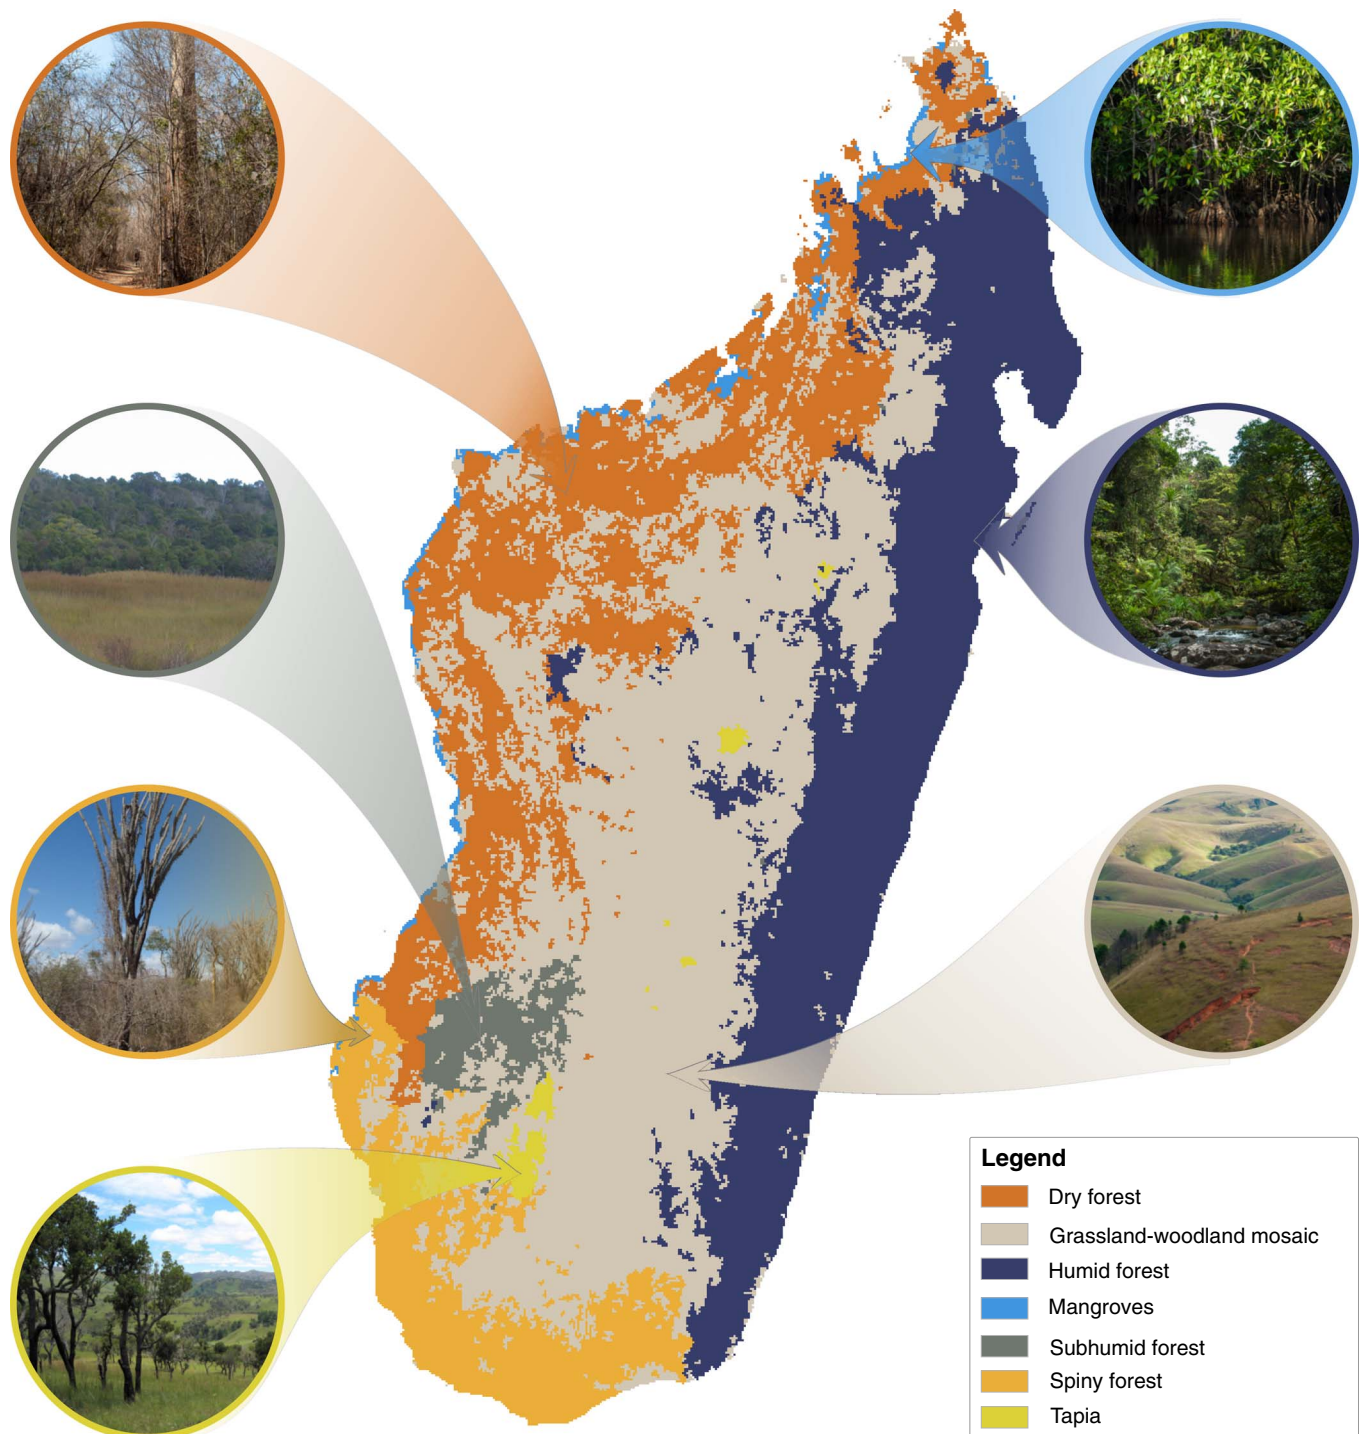 Legend
Dry forest
Grassland-woodland mosaic
Humid forest
Mangroves
Subhumid forest
Spiny forest
Tapia